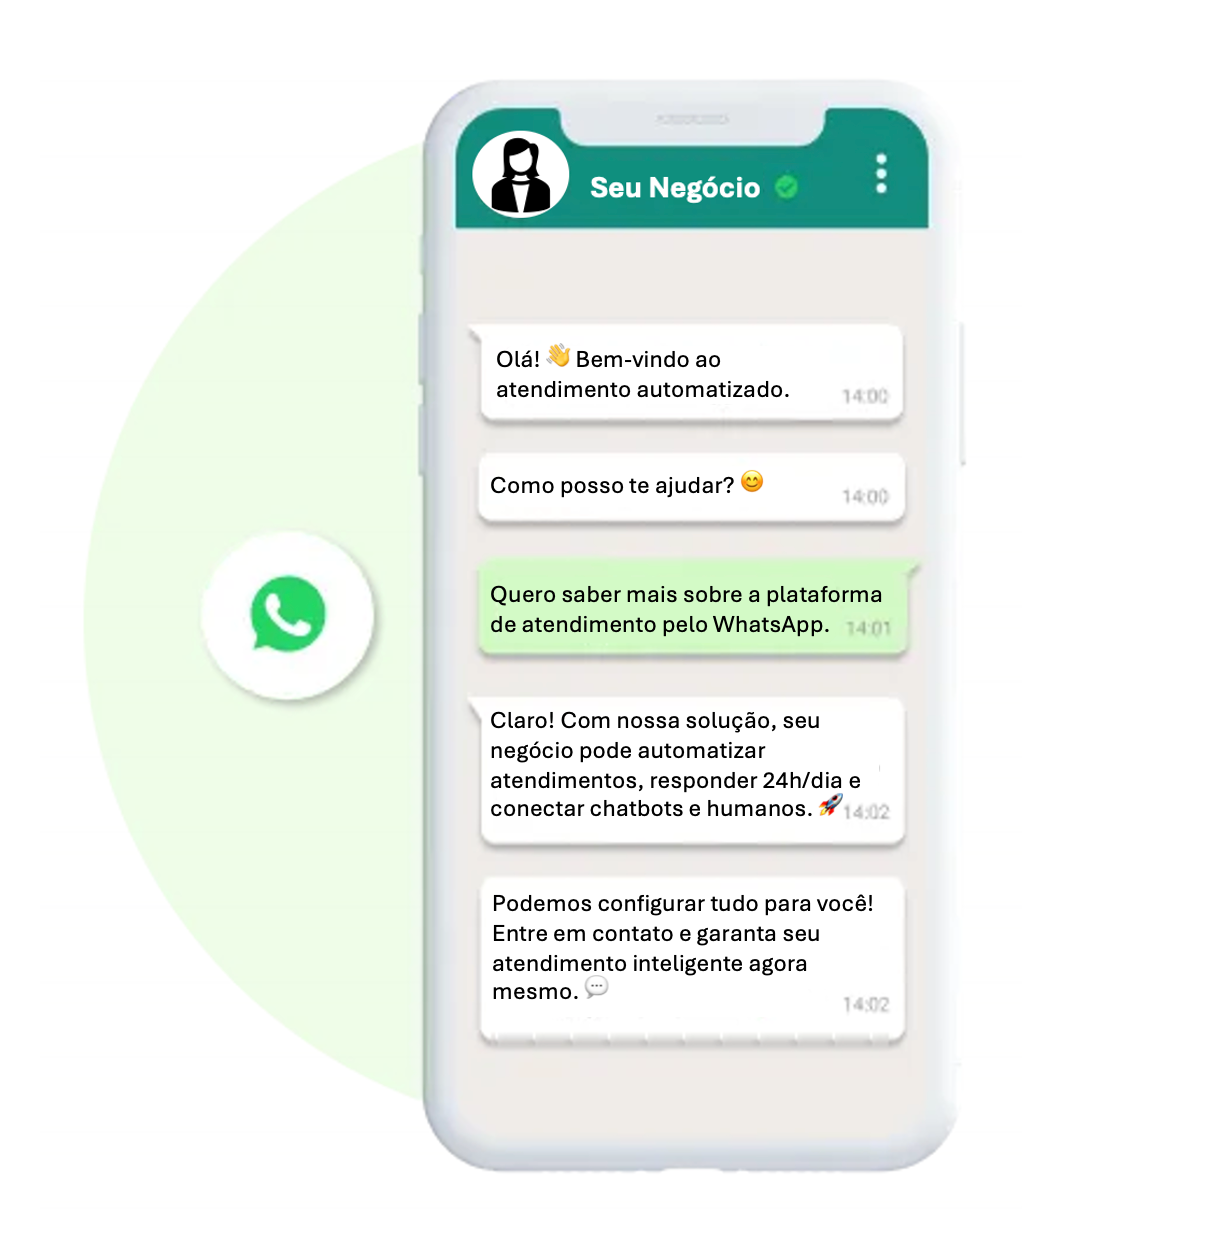 Seu Negócio
Olá! 👋 Bem-vindo ao
atendimento automatizado.
14:00
Como posso te ajudar? 😊
14:00
Quero saber mais sobre a plataforma
de atendimento pelo WhatsApp.
14:01
Claro! Com nossa solução, seu
negócio pode automatizar
atendimentos, responder 24h/dia e
conectar chatbots e humanos. 🚀
14:02
Podemos configurar tudo para você!
Entre em contato e garanta seu
atendimento inteligente agora
mesmo. 💬
14:02